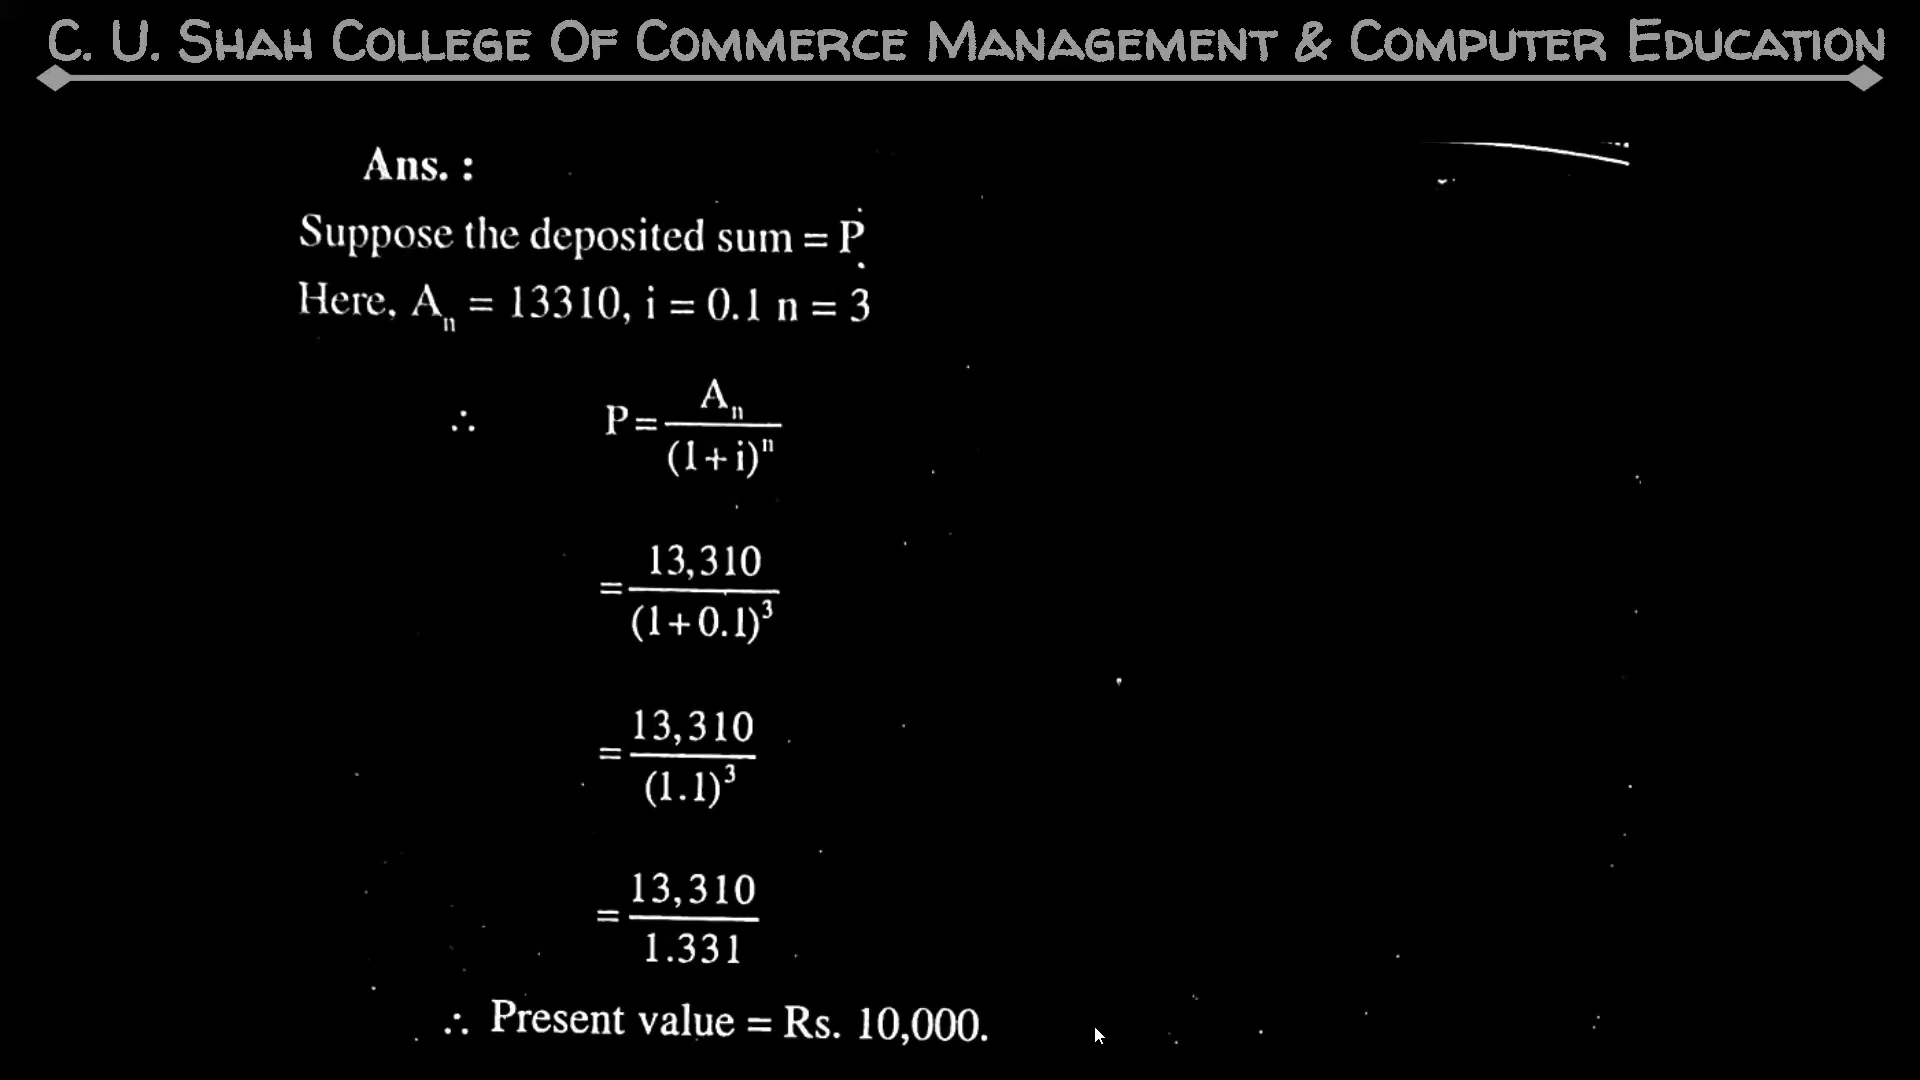 C. U. Shah College Of Commerce Management & Computer Education
Ans. :
Suppose the deposited sum = P
Here, Aₙ = 13310, i = 0.1 n = 3
∴ P = Aₙ / (1+i)ⁿ
= 13,310 / (1+0.1)³
= 13,310 / (1.1)³
= 13,310 / 1.331
∴ Present value = Rs. 10,000.